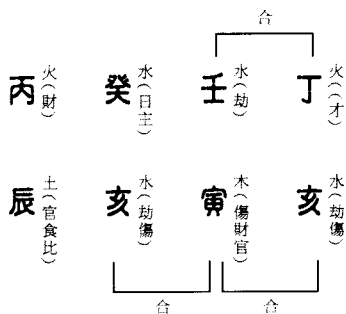 合
火((才)
丁
水(劫)
壬
水(日主)
癸
火(財)
丙
水(劫傷)
亥
木(傷財官)
寅
水(劫傷)
亥
土(官食比)
辰
合
合